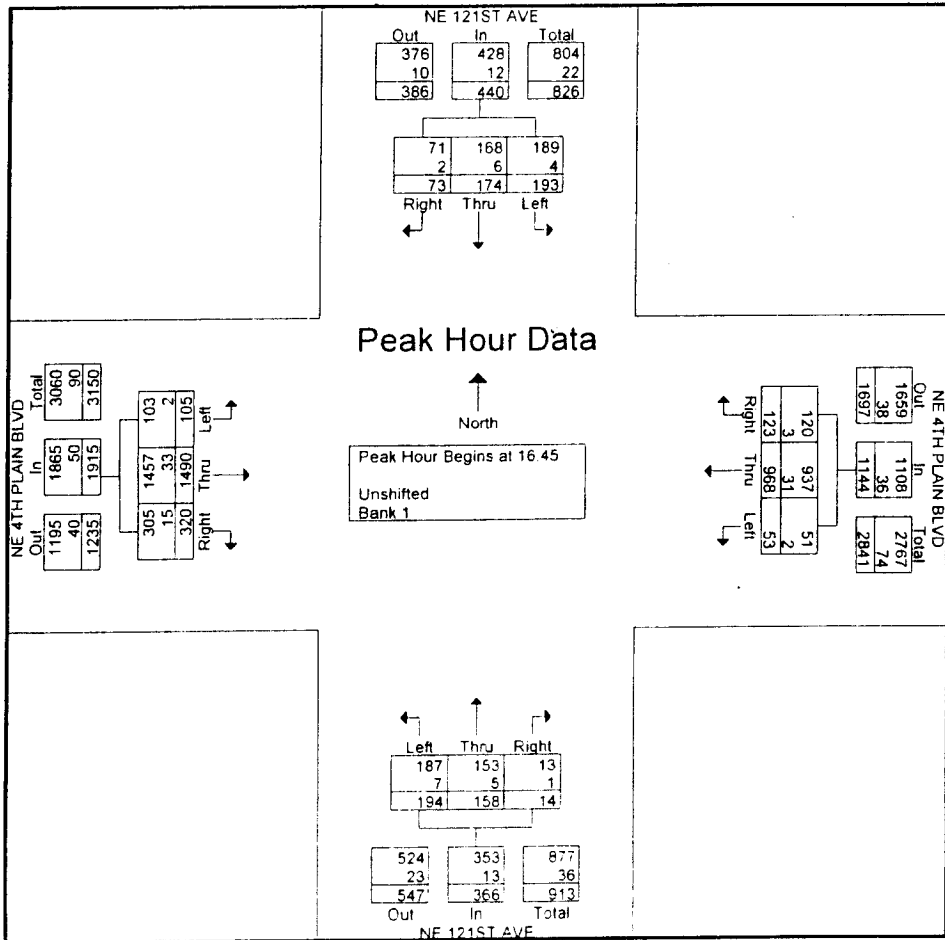 NE 121ST AVE
Out In Total
376 428 804
10 12 22
386 440 826
71 168 189
2 6 4
73 174 193
Right Thru Left
Peak Hour Data
North
Peak Hour Begins at 16.45
Unshifted
Bank 1
NE 4TH PLAIN BLVD
Out In Total
1195 1865 3060
40 50 90
1235 1915 3150
305 1457 103
15 33 2
320 1490 105
Right Thru Left
NE 4TH PLAIN BLVD
Out In Total
1659 1108 2767
38 36 74
1697 1144 2841
120 937 51
3 31 2
123 968 53
Right Thru Left
Left Thru Right
187 153 13
7 5 1
194 158 14
524 353 877
23 13 36
547 366 913
Out In Total
NE 121ST AVE